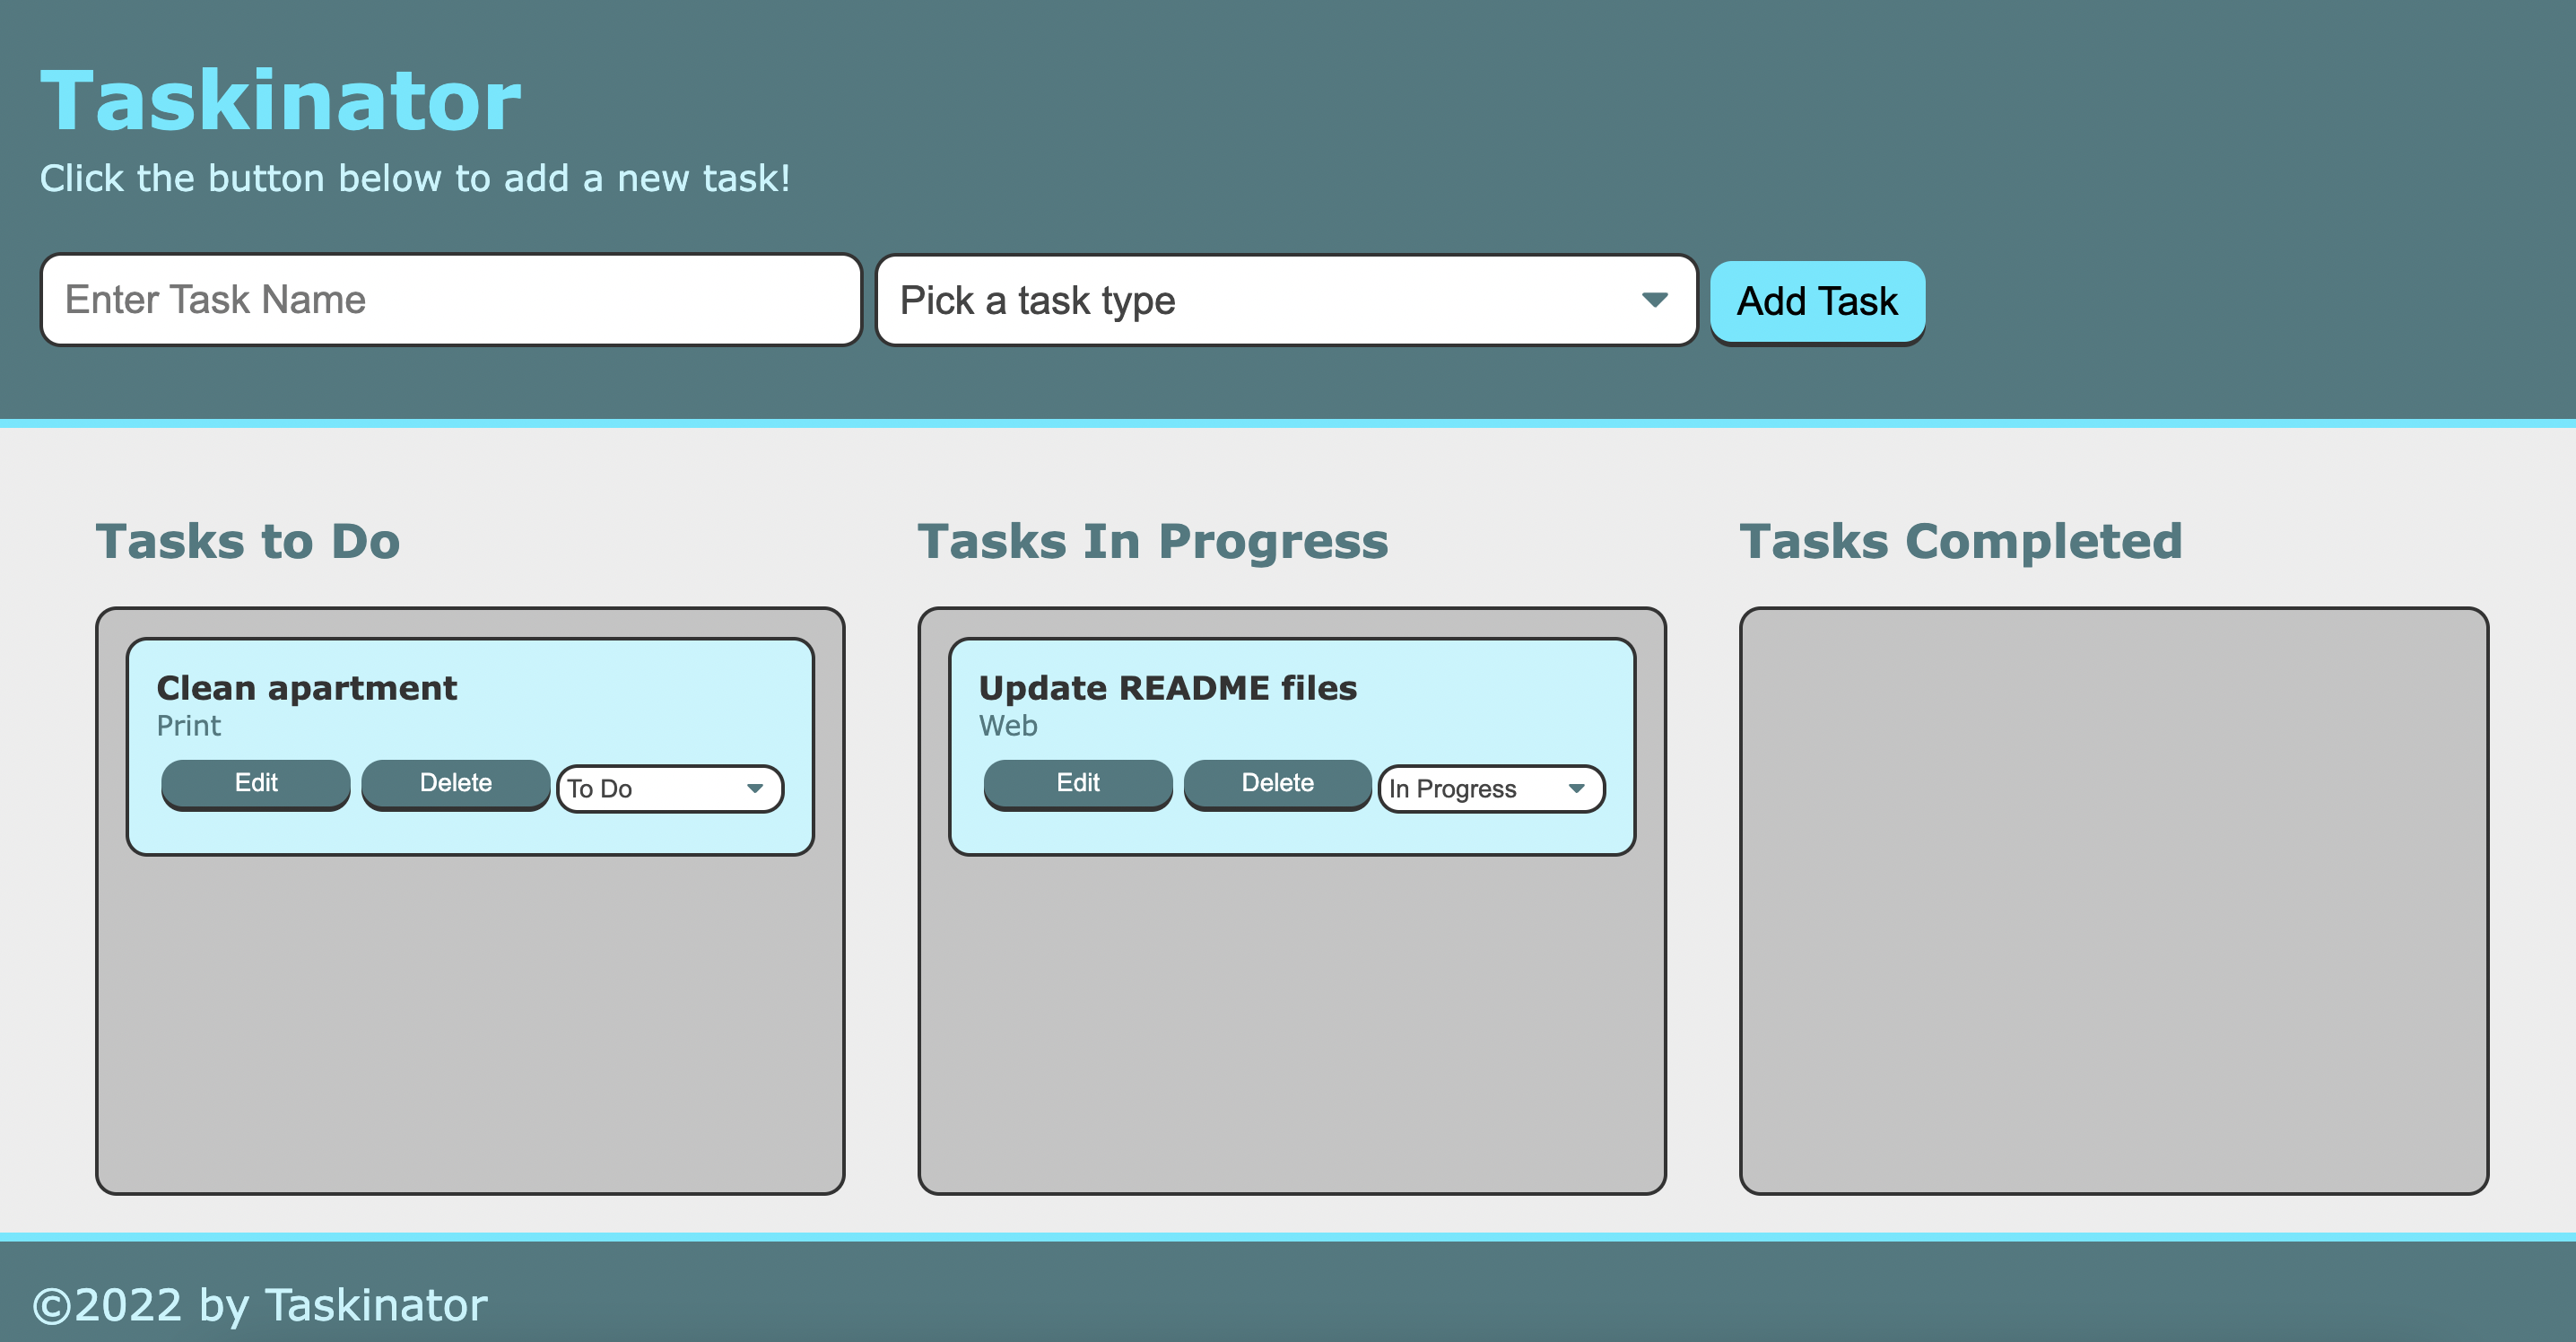 Taskinator
Click the button below to add a new task!
Enter Task Name
Pick a task type
Add Task
Tasks to Do
Clean apartment
Print
Edit
Delete
To Do
Tasks In Progress
Update README files
Web
Edit
Delete
In Progress
Tasks Completed
©2022 by Taskinator